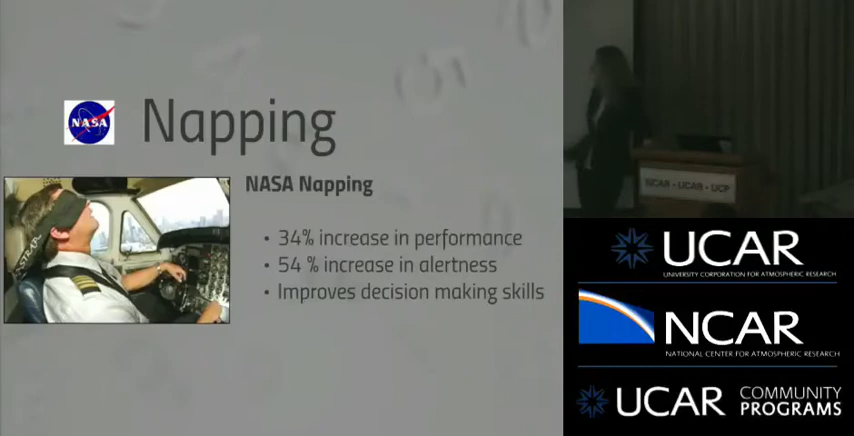 NASA
Napping
NASA Napping
• 34% increase in performance
• 54 % increase in alertness
• Improves decision making skills
NCAR • UCAR • UCP
UCAR
UNIVERSITY CORPORATION FOR ATMOSPHERIC RESEARCH
NCAR
NATIONAL CENTER FOR ATMOSPHERIC RESEARCH
UCAR
COMMUNITY
PROGRAMS